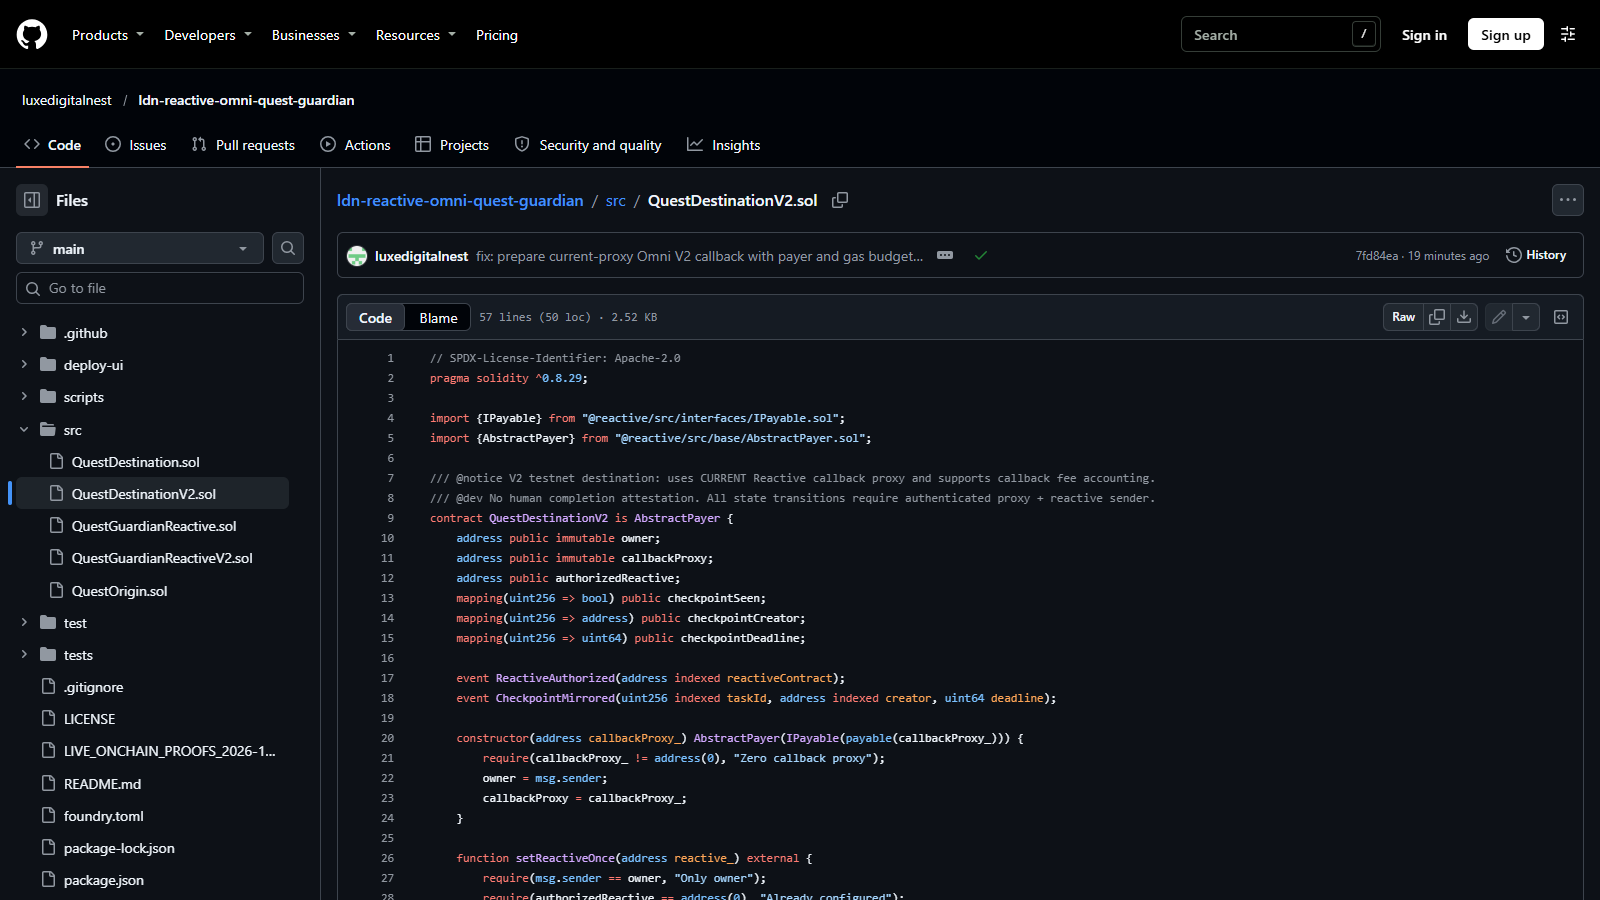 Products Developers Businesses Resources Pricing Search / Sign in Sign up
luxedigitalnest / ldn-reactive-omni-quest-guardian
Code Issues Pull requests Actions Projects Security and quality Insights
Files
main
Go to file
.github
deploy-ui
scripts
src
QuestDestination.sol
QuestDestinationV2.sol
QuestGuardianReactive.sol
QuestGuardianReactiveV2.sol
QuestOrigin.sol
test
tests
.gitignore
LICENSE
LIVE_ONCHAIN_PROOFS_2026-1...
README.md
foundry.toml
package-lock.json
package.json
ldn-reactive-omni-quest-guardian / src / QuestDestinationV2.sol
luxedigitalnest fix: prepare current-proxy Omni V2 callback with payer and gas budget... 7fd84ea · 19 minutes ago History
Code Blame 57 lines (50 loc) · 2.52 KB Raw
1 // SPDX-License-Identifier: Apache-2.0
2 pragma solidity ^0.8.29;
3
4 import {IPayable} from "@reactive/src/interfaces/IPayable.sol";
5 import {AbstractPayer} from "@reactive/src/base/AbstractPayer.sol";
6
7 /// @notice V2 testnet destination: uses CURRENT Reactive callback proxy and supports callback fee accounting.
8 /// @dev No human completion attestation. All state transitions require authenticated proxy + reactive sender.
9 contract QuestDestinationV2 is AbstractPayer {
10 address public immutable owner;
11 address public immutable callbackProxy;
12 address public authorizedReactive;
13 mapping(uint256 => bool) public checkpointSeen;
14 mapping(uint256 => address) public checkpointCreator;
15 mapping(uint256 => uint64) public checkpointDeadline;
16
17 event ReactiveAuthorized(address indexed reactiveContract);
18 event CheckpointMirrored(uint256 indexed taskId, address indexed creator, uint64 deadline);
19
20 constructor(address callbackProxy_) AbstractPayer(IPayable(payable(callbackProxy_))) {
21 require(callbackProxy_ != address(0), "Zero callback proxy");
22 owner = msg.sender;
23 callbackProxy = callbackProxy_;
24 }
25
26 function setReactiveOnce(address reactive_) external {
27 require(msg.sender == owner, "Only owner");
28 require(authorizedReactive == address(0), "Already configured");